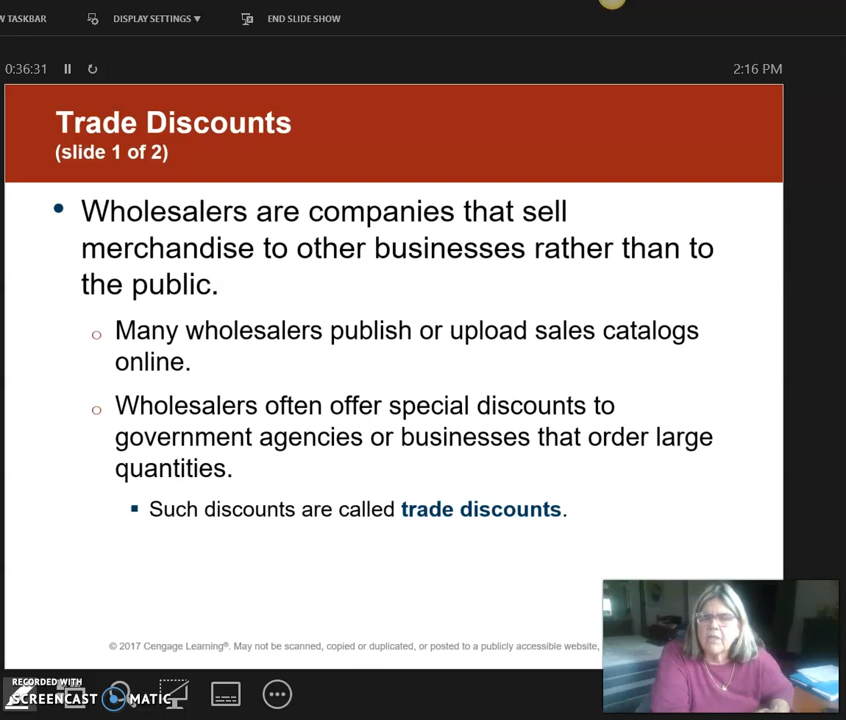 W TASKBAR DISPLAY SETTINGS ▾ END SLIDE SHOW
0:36:31 2:16 PM
Trade Discounts
(slide 1 of 2)
• Wholesalers are companies that sell
merchandise to other businesses rather than to
the public.
o Many wholesalers publish or upload sales catalogs
online.
o Wholesalers often offer special discounts to
government agencies or businesses that order large
quantities.
▪ Such discounts are called trade discounts.
© 2017 Cengage Learning®. May not be scanned, copied or duplicated, or posted to a publicly accessible website,
RECORDED WITH
SCREENCAST MATIC